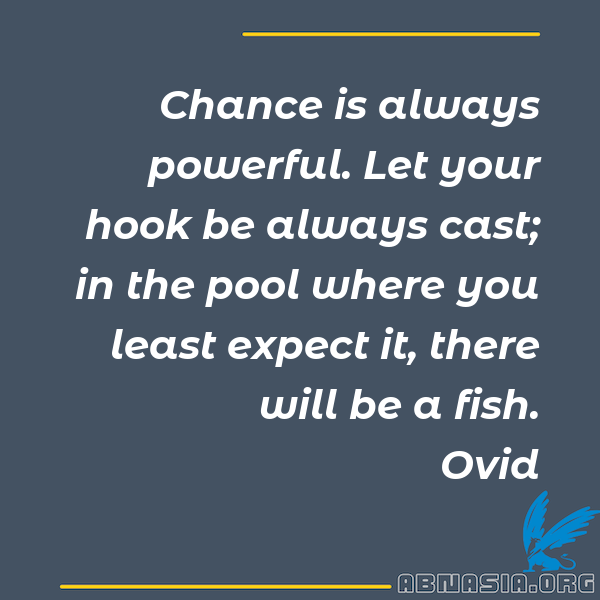 Chance is always
powerful. Let your
hook be always cast;
in the pool where you
least expect it, there
will be a fish.
Ovid
ABNASIA.ORG